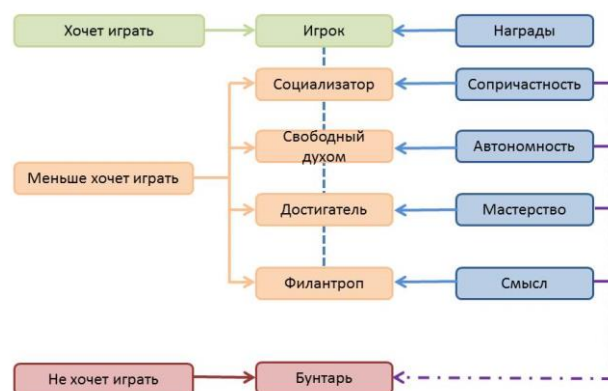 Хочет играть
Игрок
Награды
Социализатор
Сопричастность
Свободный
духом
Автономность
Меньше хочет играть
Достигатель
Мастерство
Филантроп
Смысл
Не хочет играть
Бунтарь